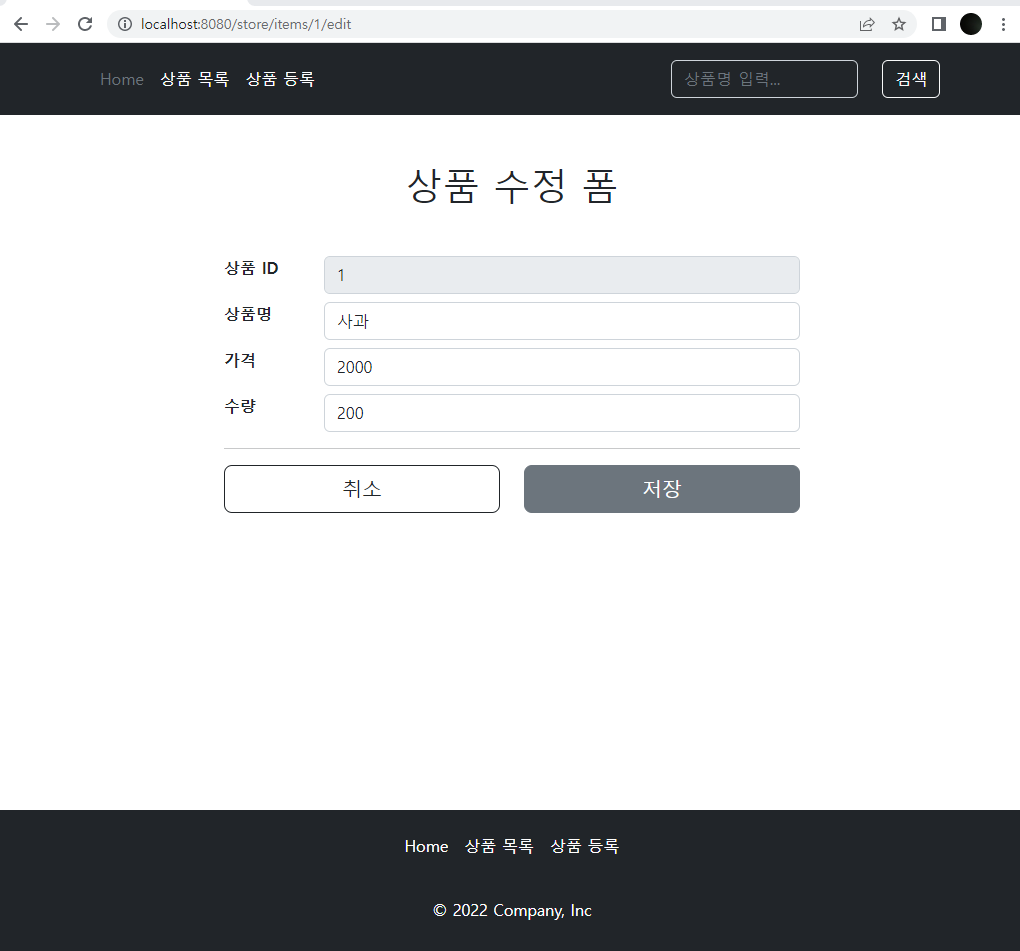 localhost:8080/store/items/1/edit
Home 상품 목록 상품 등록 상품명 입력... 검색
상품 수정 폼
상품 ID 1
상품명 사과
가격 2000
수량 200
취소 저장
Home 상품 목록 상품 등록
© 2022 Company, Inc